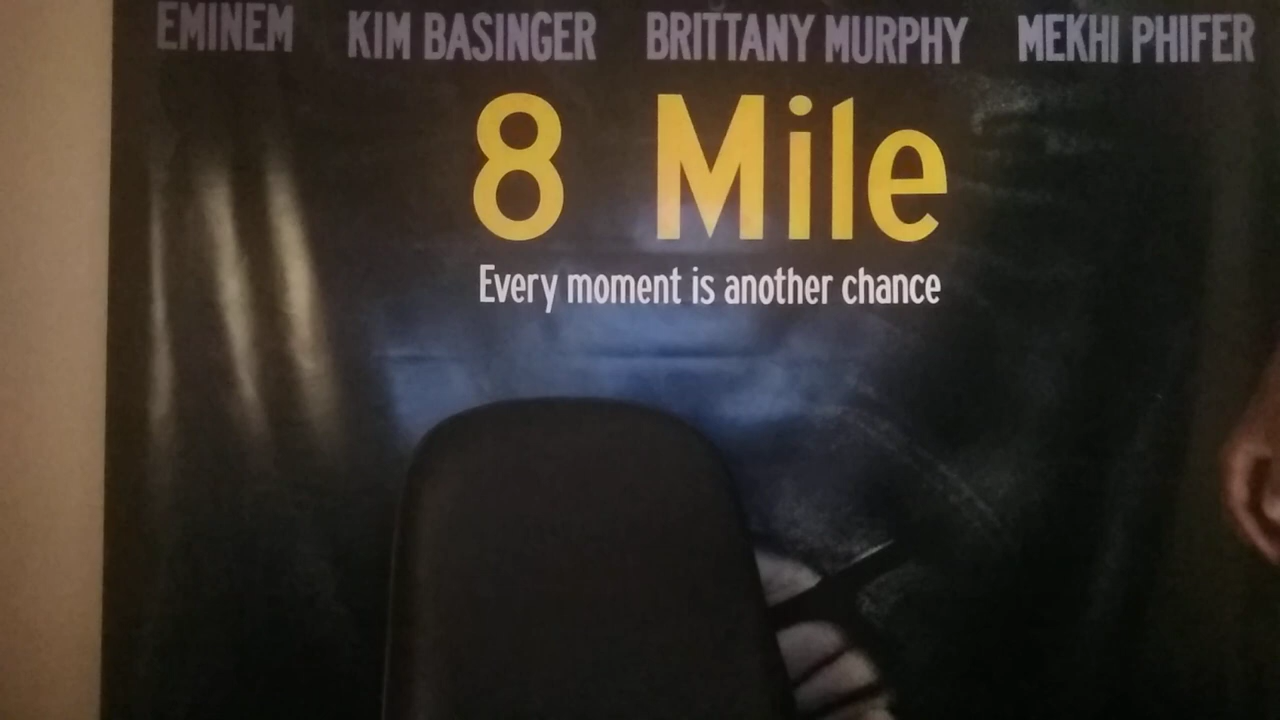 EMINEM KIM BASINGER BRITTANY MURPHY MEKHI PHIFER
8 Mile
Every moment is another chance